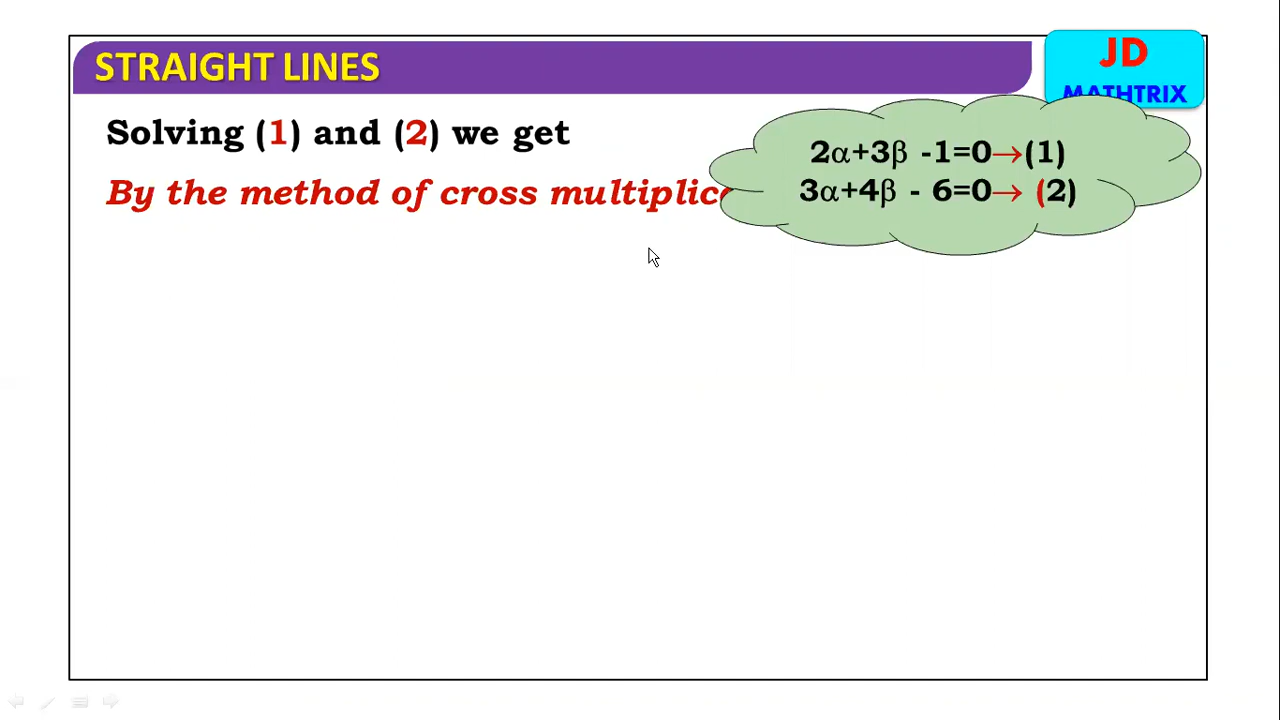 STRAIGHT LINES
JD
MATHTRIX
Solving (1) and (2) we get
2α+3β -1=0→(1)
By the method of cross
3α+4β - 6=0→ (2)